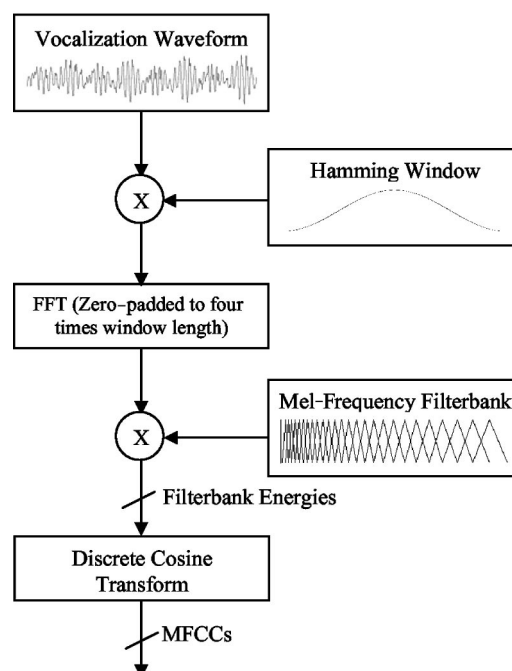 Vocalization Waveform
X
Hamming Window
FFT (Zero-padded to four
times window length)
Mel-Frequency Filterbank
X
Filterbank Energies
Discrete Cosine
Transform
MFCCs